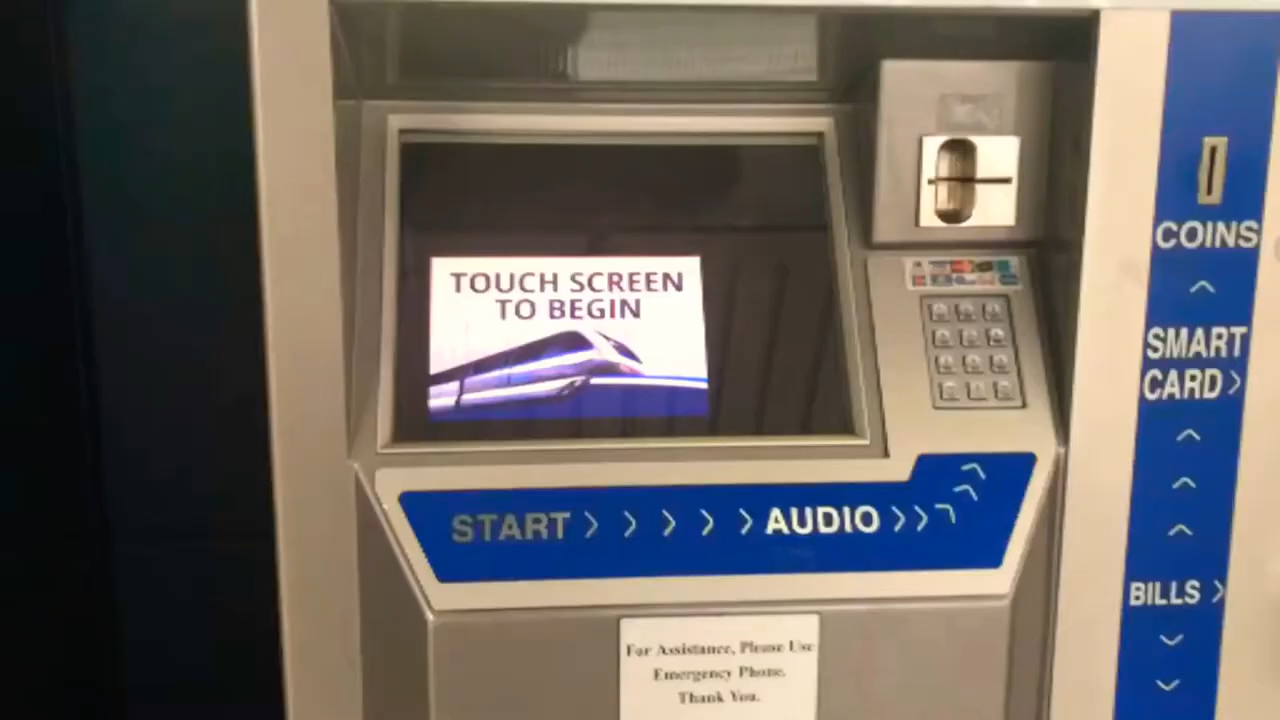 TOUCH SCREEN
TO BEGIN
START > > > > > AUDIO >>>
COINS
SMART
CARD>
BILLS >
For Assistance, Please Use
Emergency Phone.
Thank You.